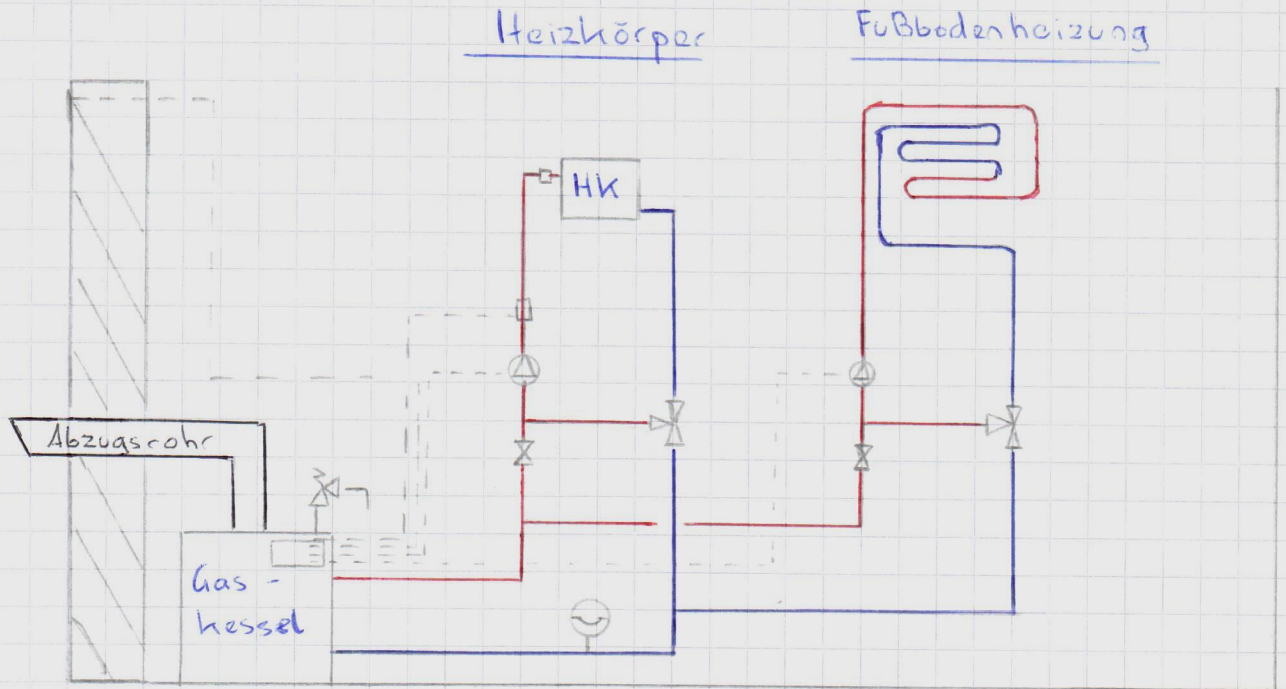 Heizkörper
Fußbodenheizung
HK
Abzugsrohr
Gas-
kessel